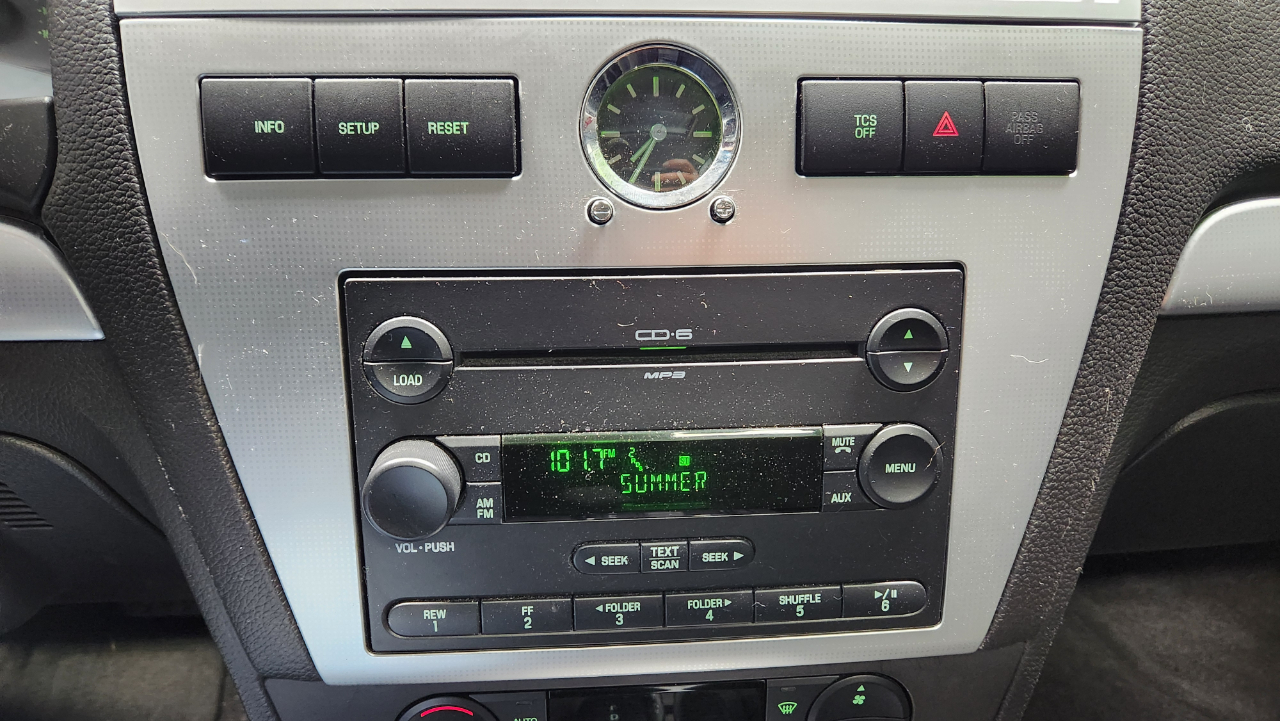 INFO
SETUP
RESET
TCS
OFF
PASS
AIRBAG
OFF
CD·6
MP3
LOAD
CD
AM
FM
101.7 FM
SUMMER
MUTE
AUX
MENU
VOL·PUSH
SEEK
TEXT
SCAN
SEEK
REW
1
FF
2
FOLDER
3
FOLDER
4
SHUFFLE
5
6
AUTO